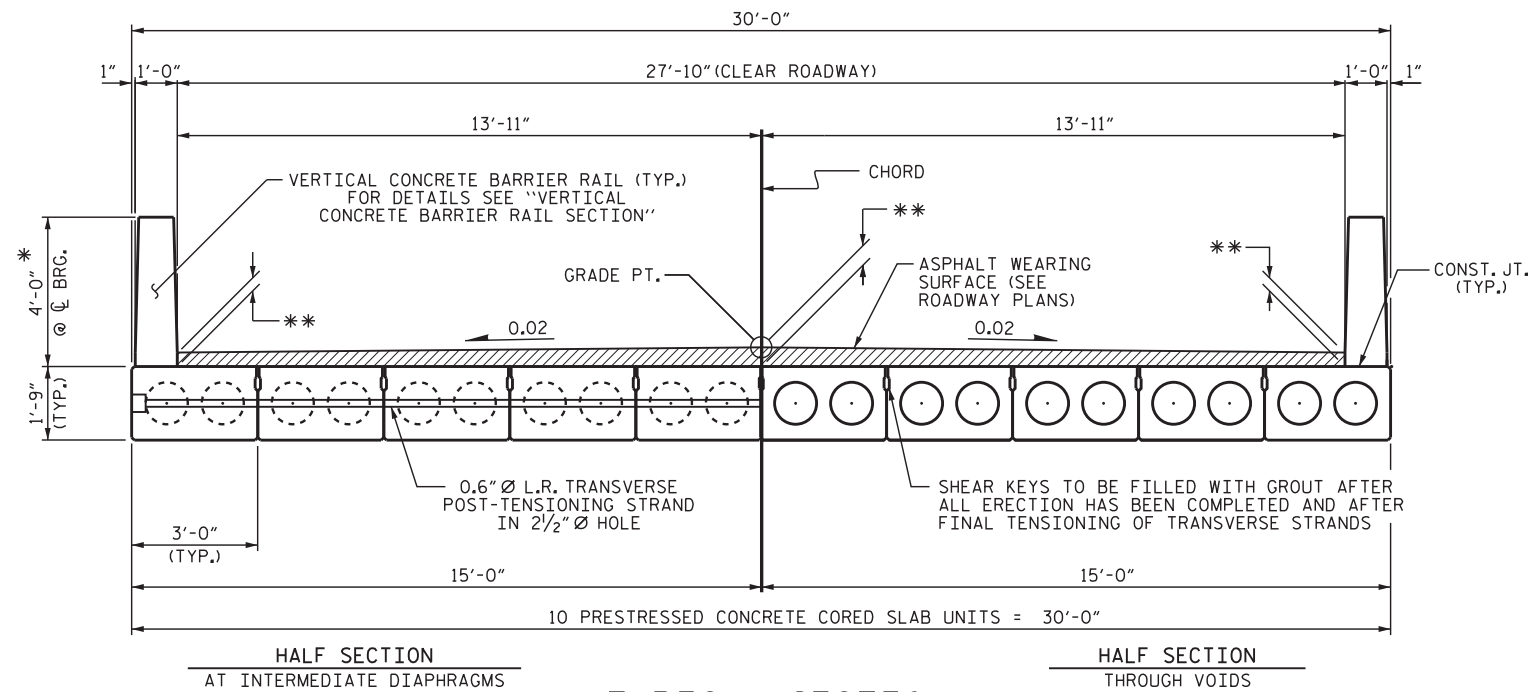 30'-0"
1" 1'-0" 27'-10" (CLEAR ROADWAY) 1'-0" 1"
13'-11" 13'-11"
VERTICAL CONCRETE BARRIER RAIL (TYP.)
FOR DETAILS SEE "VERTICAL
CONCRETE BARRIER RAIL SECTION"
CHORD
**
**
**
4'-0" *
@ ℄ BRG.
GRADE PT.
ASPHALT WEARING
SURFACE (SEE
ROADWAY PLANS)
CONST. JT.
(TYP.)
0.02 0.02
1'-9"
(TYP.)
0.6" Ø L.R. TRANSVERSE
POST-TENSIONING STRAND
IN 2½" Ø HOLE
SHEAR KEYS TO BE FILLED WITH GROUT AFTER
ALL ERECTION HAS BEEN COMPLETED AND AFTER
FINAL TENSIONING OF TRANSVERSE STRANDS
3'-0"
(TYP.)
15'-0" 15'-0"
10 PRESTRESSED CONCRETE CORED SLAB UNITS = 30'-0"
HALF SECTION
AT INTERMEDIATE DIAPHRAGMS
HALF SECTION
THROUGH VOIDS